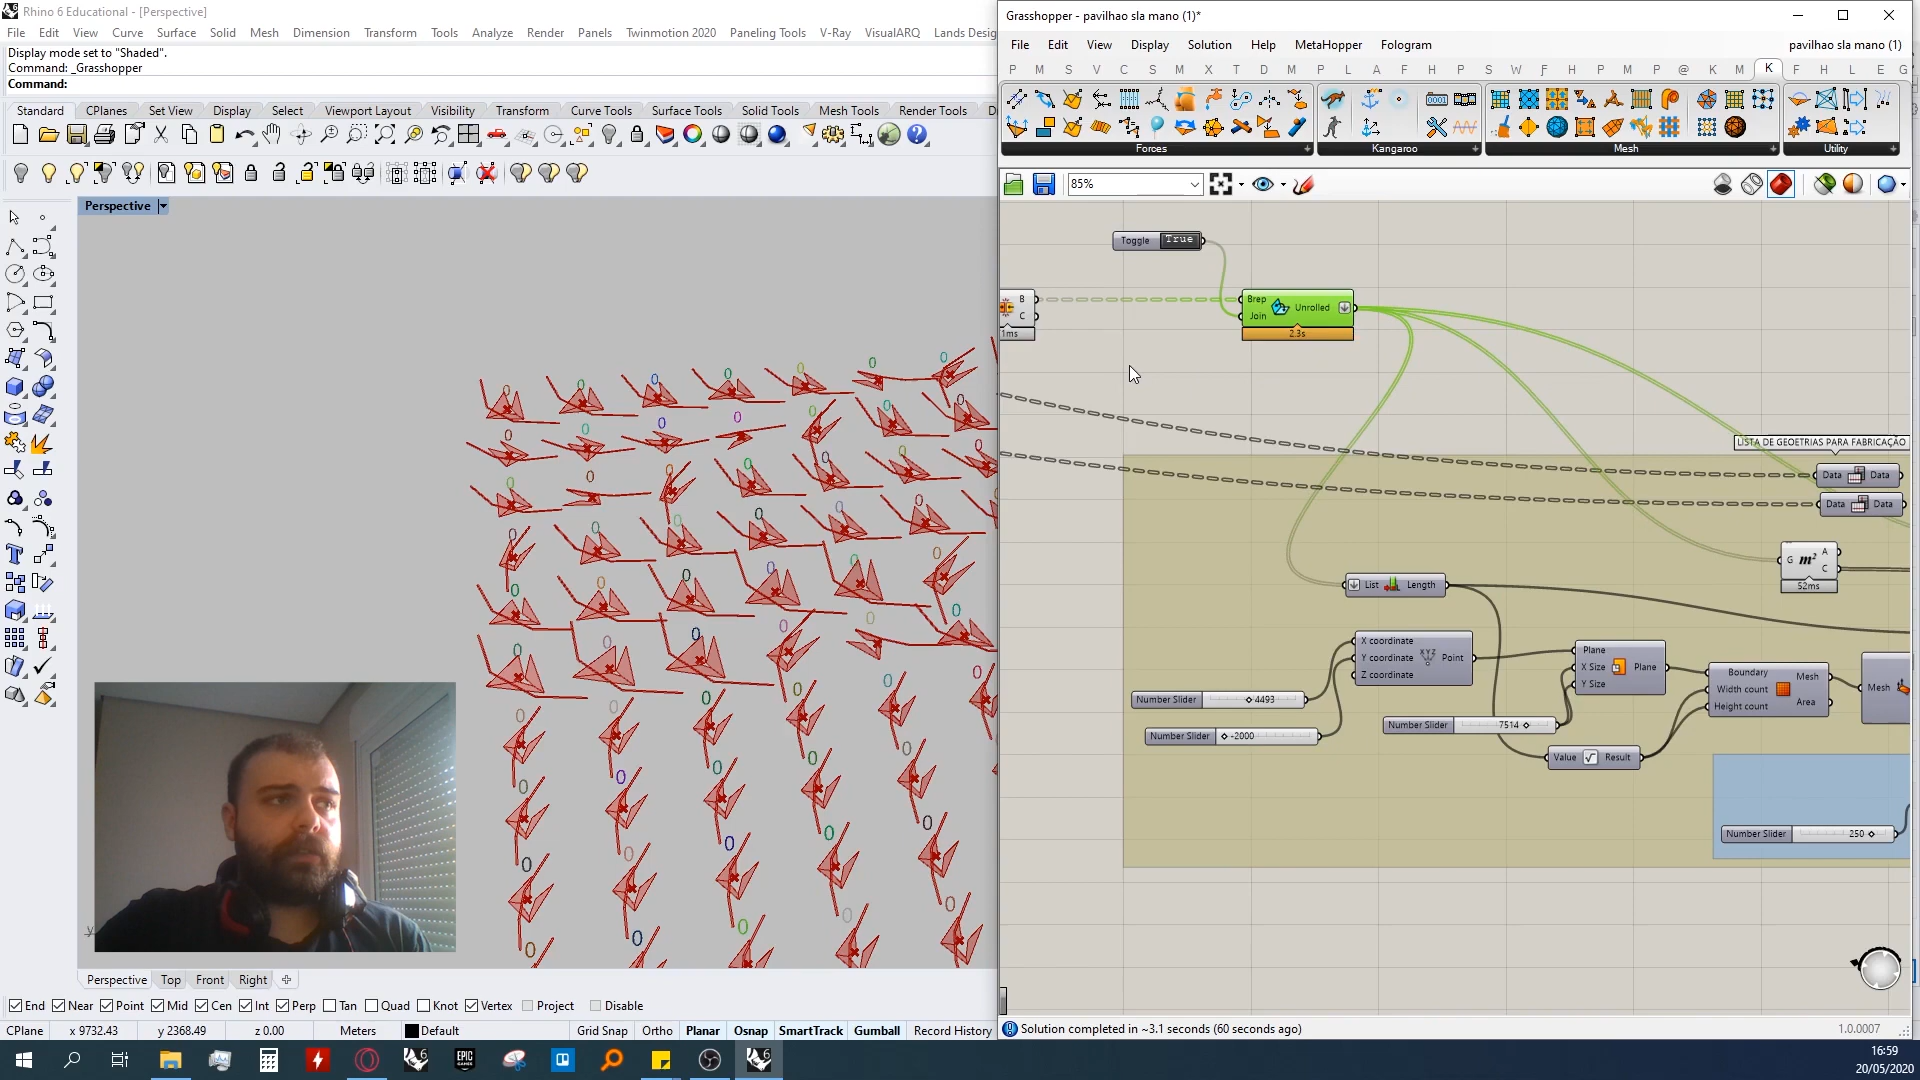 Rhino 6 Educational - [Perspective]
File Edit View Curve Surface Solid Mesh Dimension Transform Tools Analyze Render Panels Twinmotion 2020 Paneling Tools V-Ray VisualARQ Lands Desig
Display mode set to "Shaded".
Command: _Grasshopper
Command:
Standard CPlanes Set View Display Select Viewport Layout Visibility Transform Curve Tools Surface Tools Solid Tools Mesh Tools Render Tools D
Perspective
Perspective Top Front Right
End Near Point Mid Cen Int Perp Tan Quad Knot Vertex Project Disable
CPlane x 9732.43 y 2368.49 z 0.00 Meters Default Grid Snap Ortho Planar Osnap SmartTrack Gumball Record History
Grasshopper - pavilhao sla mano (1)*
File Edit View Display Solution Help MetaHopper Fologram pavilhao sla mano (1)
P M S V C S M X T D M P L A F H P S W F H P M P @ K M K F H L E G
Forces Kangaroo Mesh Utility
85%
Toggle True
B
C
1ms
Brep
Join
Unrolled
2.3s
LISTA DE GEOETRIAS PARA FABRICAÇÃO
Data Data
Data Data
G m² A
C
52ms
List Length
X coordinate
Y coordinate
Z coordinate
XYZ
Point
Number Slider 4493
Number Slider -2000
Number Slider 7514
Plane
X Size
Y Size
Plane
Boundary
Width count
Height count
Mesh
Area
Mesh
Value √ Result
Number Slider 250
Solution completed in ~3.1 seconds (60 seconds ago)
1.0.0007
EPIC GAMES
16:59
20/05/2020